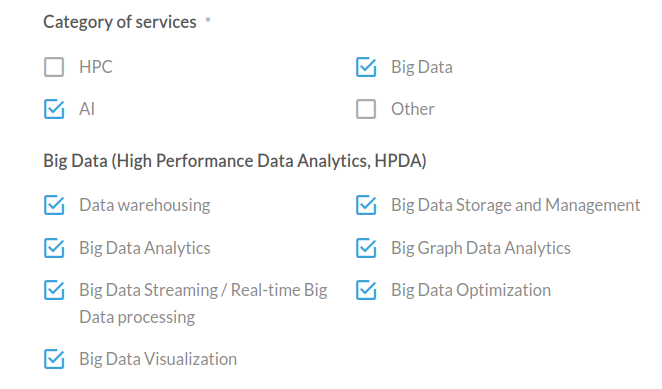 Category of services *
HPC
Big Data
AI
Other
Big Data (High Performance Data Analytics, HPDA)
Data warehousing
Big Data Storage and Management
Big Data Analytics
Big Graph Data Analytics
Big Data Streaming / Real-time Big
Data processing
Big Data Optimization
Big Data Visualization